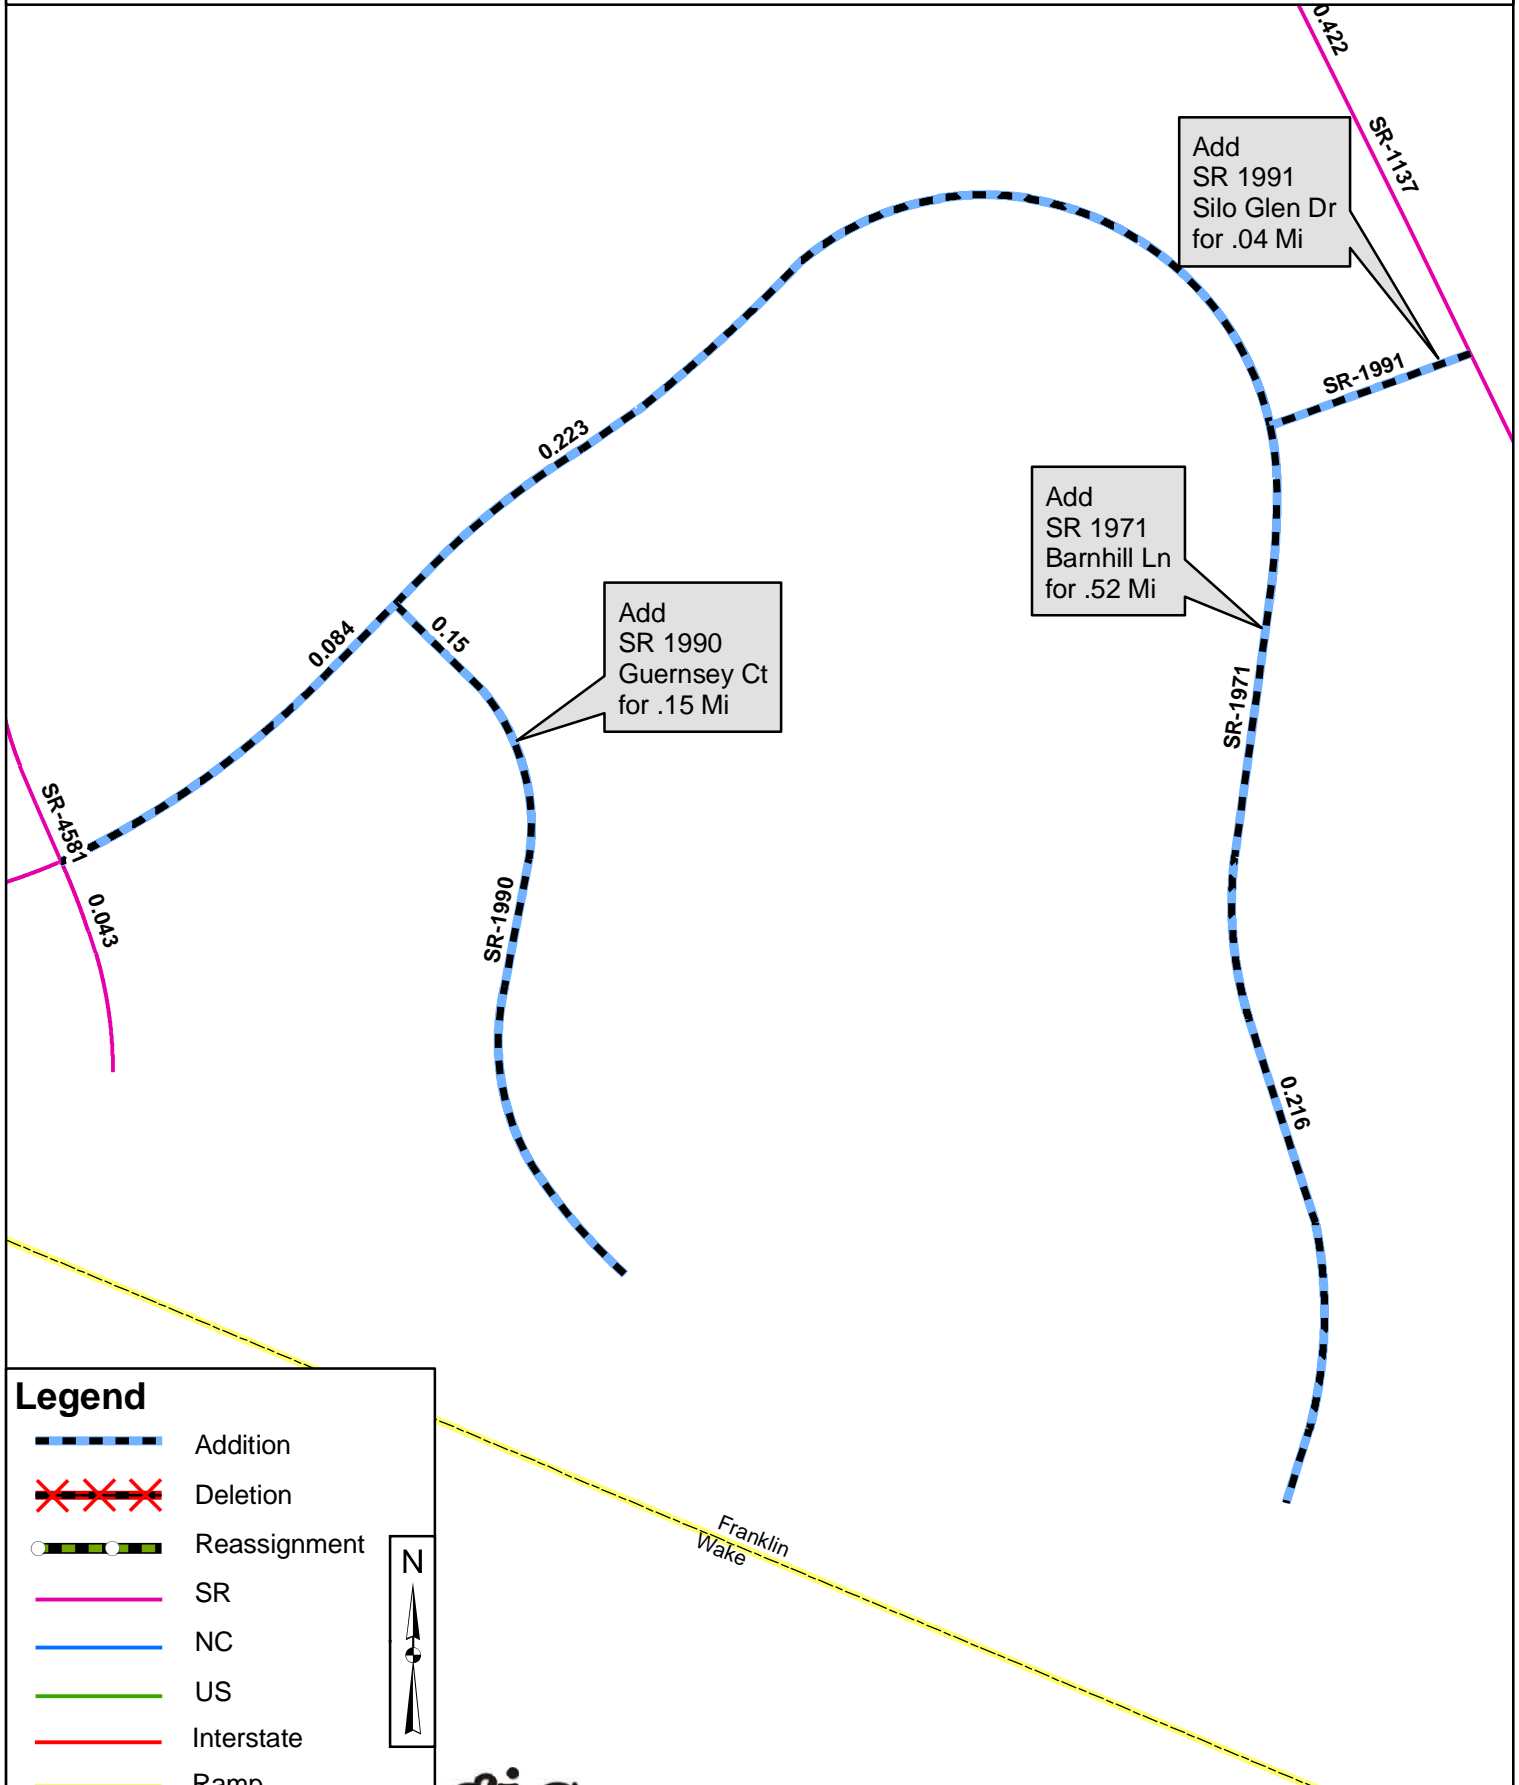 0.422
SR-1137
Add
SR 1991
Silo Glen Dr
for .04 Mi
SR-1991
0.223
Add
SR 1971
Barnhill Ln
for .52 Mi
0.084
0.15
Add
SR 1990
Guernsey Ct
for .15 Mi
SR-1971
SR-4581
0.043
SR-1990
0.216
Franklin
Wake
Legend
Addition
Deletion
Reassignment
N
SR
NC
US
Interstate
Ramp